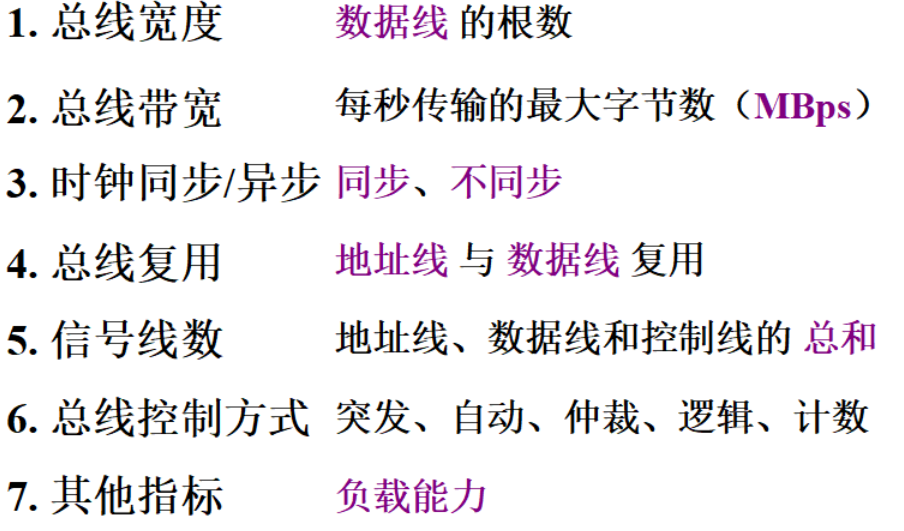 1. 总线宽度 数据线 的根数
2. 总线带宽 每秒传输的最大字节数（MBps）
3. 时钟同步/异步 同步、不同步
4. 总线复用 地址线 与 数据线 复用
5. 信号线数 地址线、数据线和控制线的 总和
6. 总线控制方式 突发、自动、仲裁、逻辑、计数
7. 其他指标 负载能力